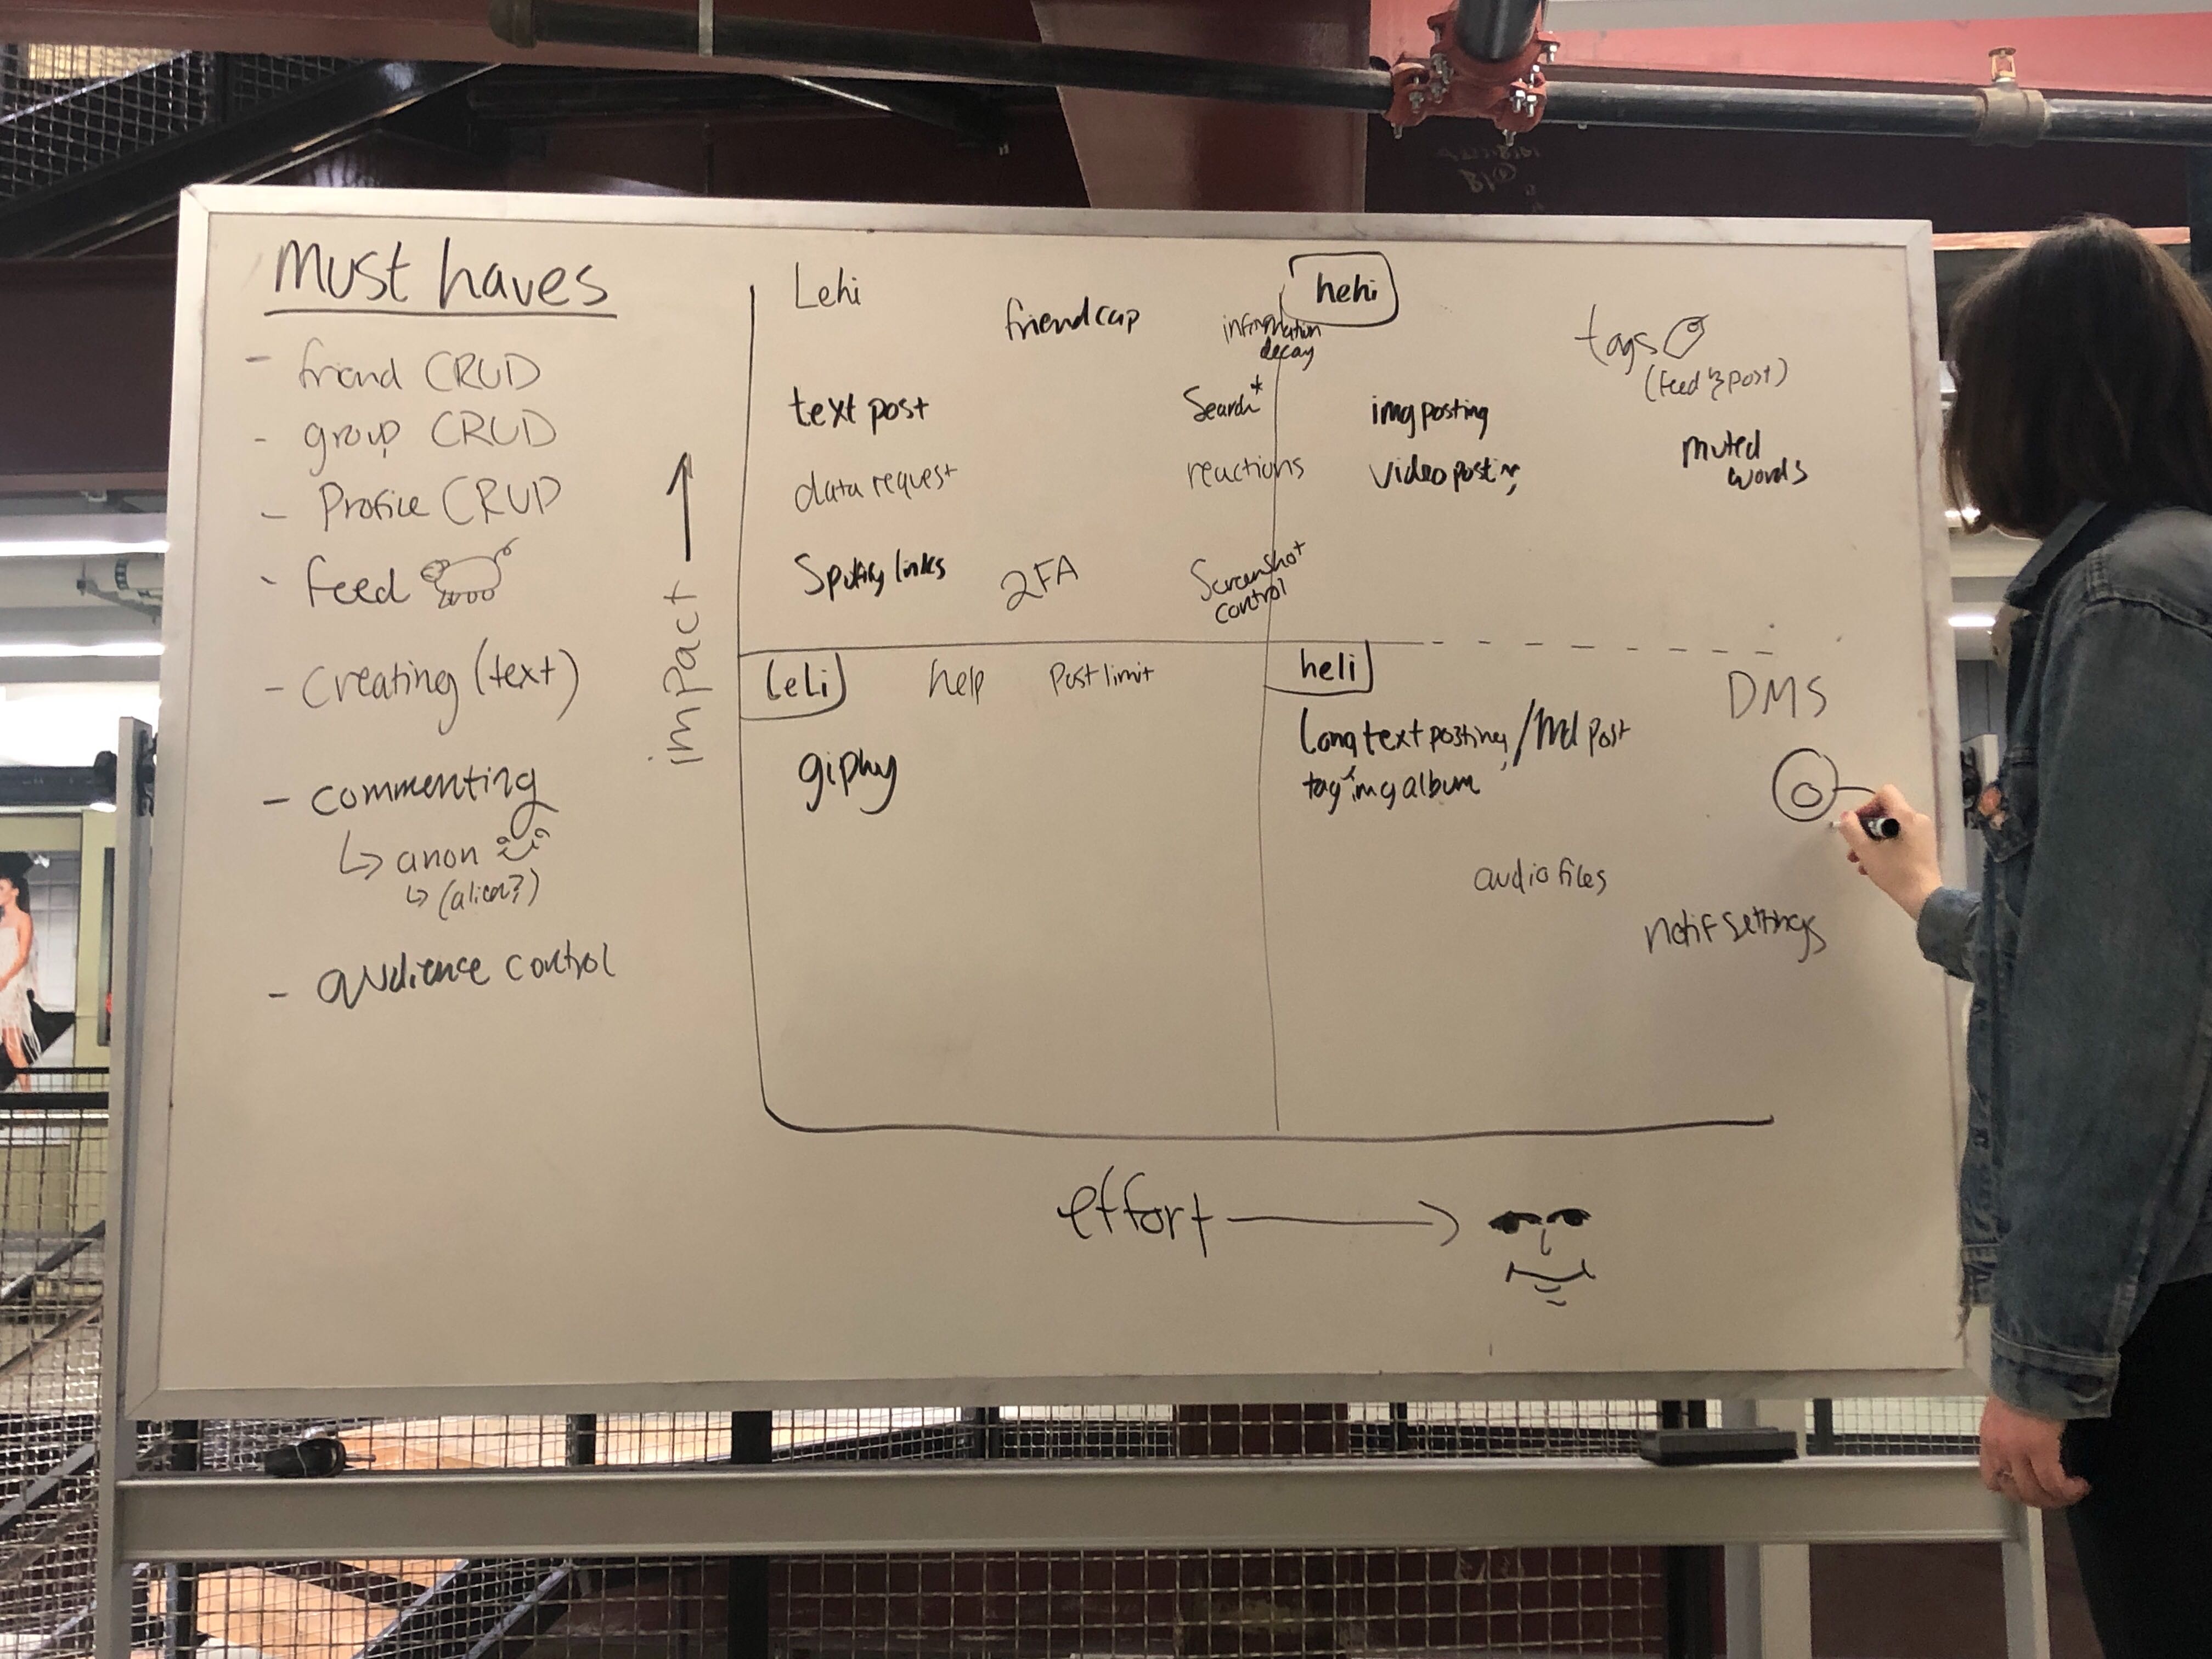 Must haves
- friend CRUD
- group CRUD
- Profile CRUD
- feed
- Creating (text)
- commenting
↳ anon
↳ (alien?)
- audience control
impact
Lehi
friend cap
information
decay
text post
Search*
data request
reactions
Spotify links
2FA
Screenshot
control
hehi
tags
(feed & post)
img posting
muted
words
video posting
Leli
help
Post limit
giphy
heli
DMS
Long text posting / Md post
tag img album
audio files
notif settings
effort